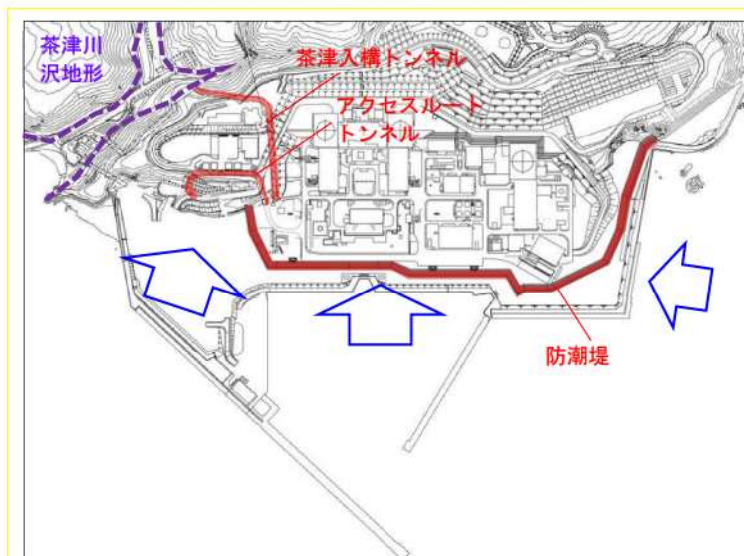 茶津川
沢地形
茶津入構トンネル
アクセスルート
トンネル
防潮堤